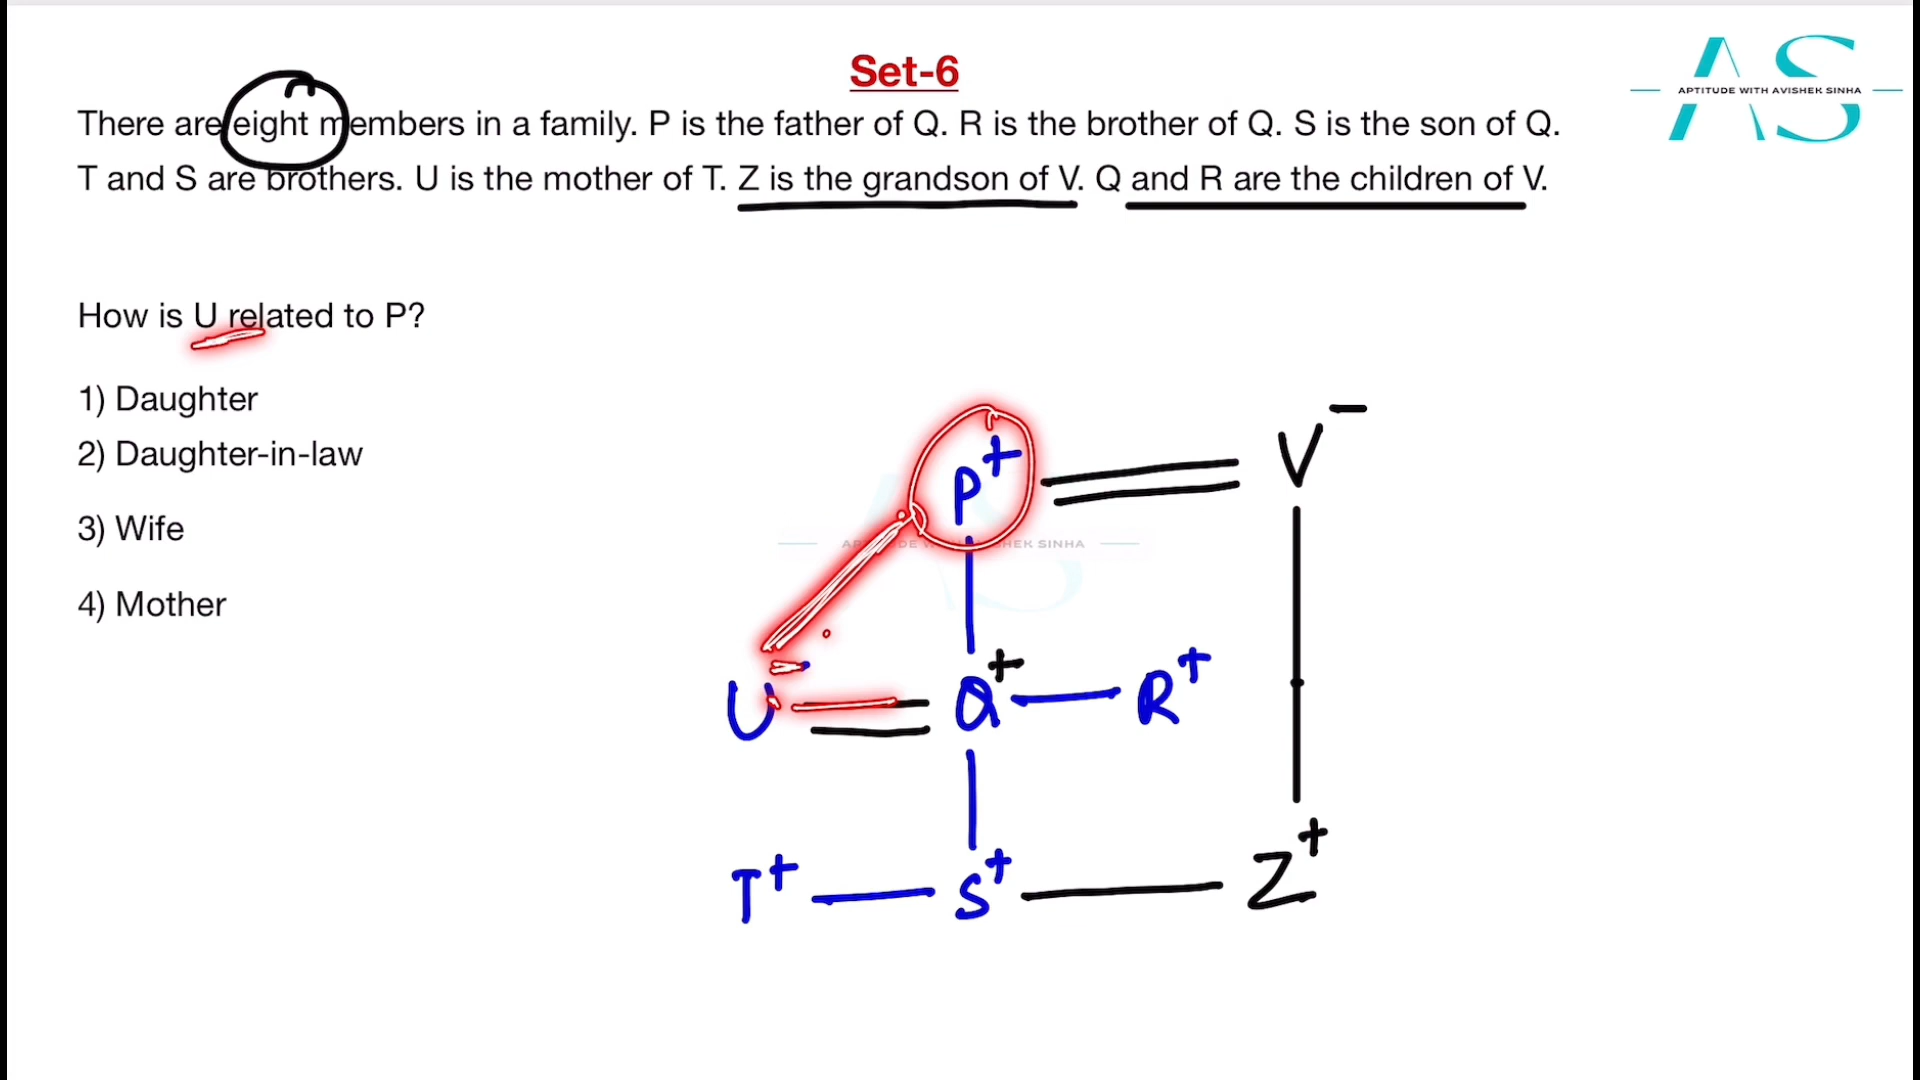 Set-6
APTITUDE WITH AVISHEK SINHA
There are eight members in a family. P is the father of Q. R is the brother of Q. S is the son of Q.
T and S are brothers. U is the mother of T. Z is the grandson of V. Q and R are the children of V.
How is U related to P?
1) Daughter
2) Daughter-in-law
3) Wife
4) Mother
P+ V-
U- Q+ R+
T+ S+ Z+